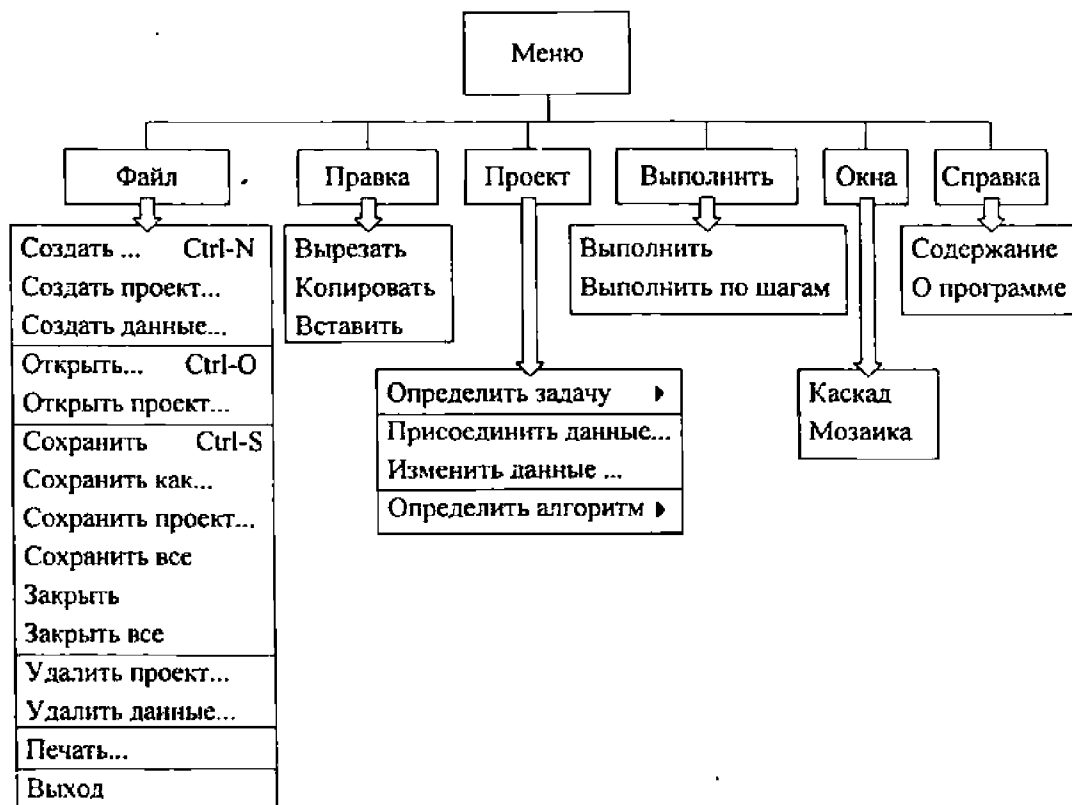 Меню
Файл
Правка
Проект
Выполнить
Окна
Справка
Создать ... Ctrl-N
Создать проект...
Создать данные...
Открыть... Ctrl-O
Открыть проект...
Сохранить Ctrl-S
Сохранить как...
Сохранить проект...
Сохранить все
Закрыть
Закрыть все
Удалить проект...
Удалить данные...
Печать...
Выход
Вырезать
Копировать
Вставить
Определить задачу
Присоединить данные...
Изменить данные ...
Определить алгоритм
Выполнить
Выполнить по шагам
Каскад
Мозаика
Содержание
О программе